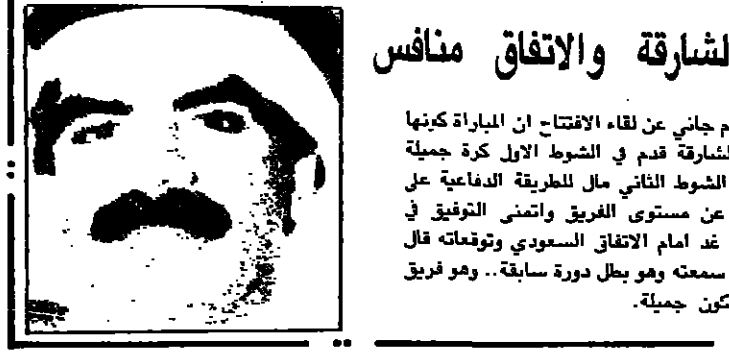 لشارقة والاتفاق منافس
م جاني عن لقاء الافتتاح ان المباراة كونها
لشارقة قدم في الشوط الاول كرة جميلة
الشوط الثاني مال للطريقة الدفاعية على
عن مستوى الفريق واتمنى التوفيق في
غد امام الاتفاق السعودي وتوقعاته قال
سمعته وهو بطل دورة سابقة.. وهو فريق
كون جميلة.